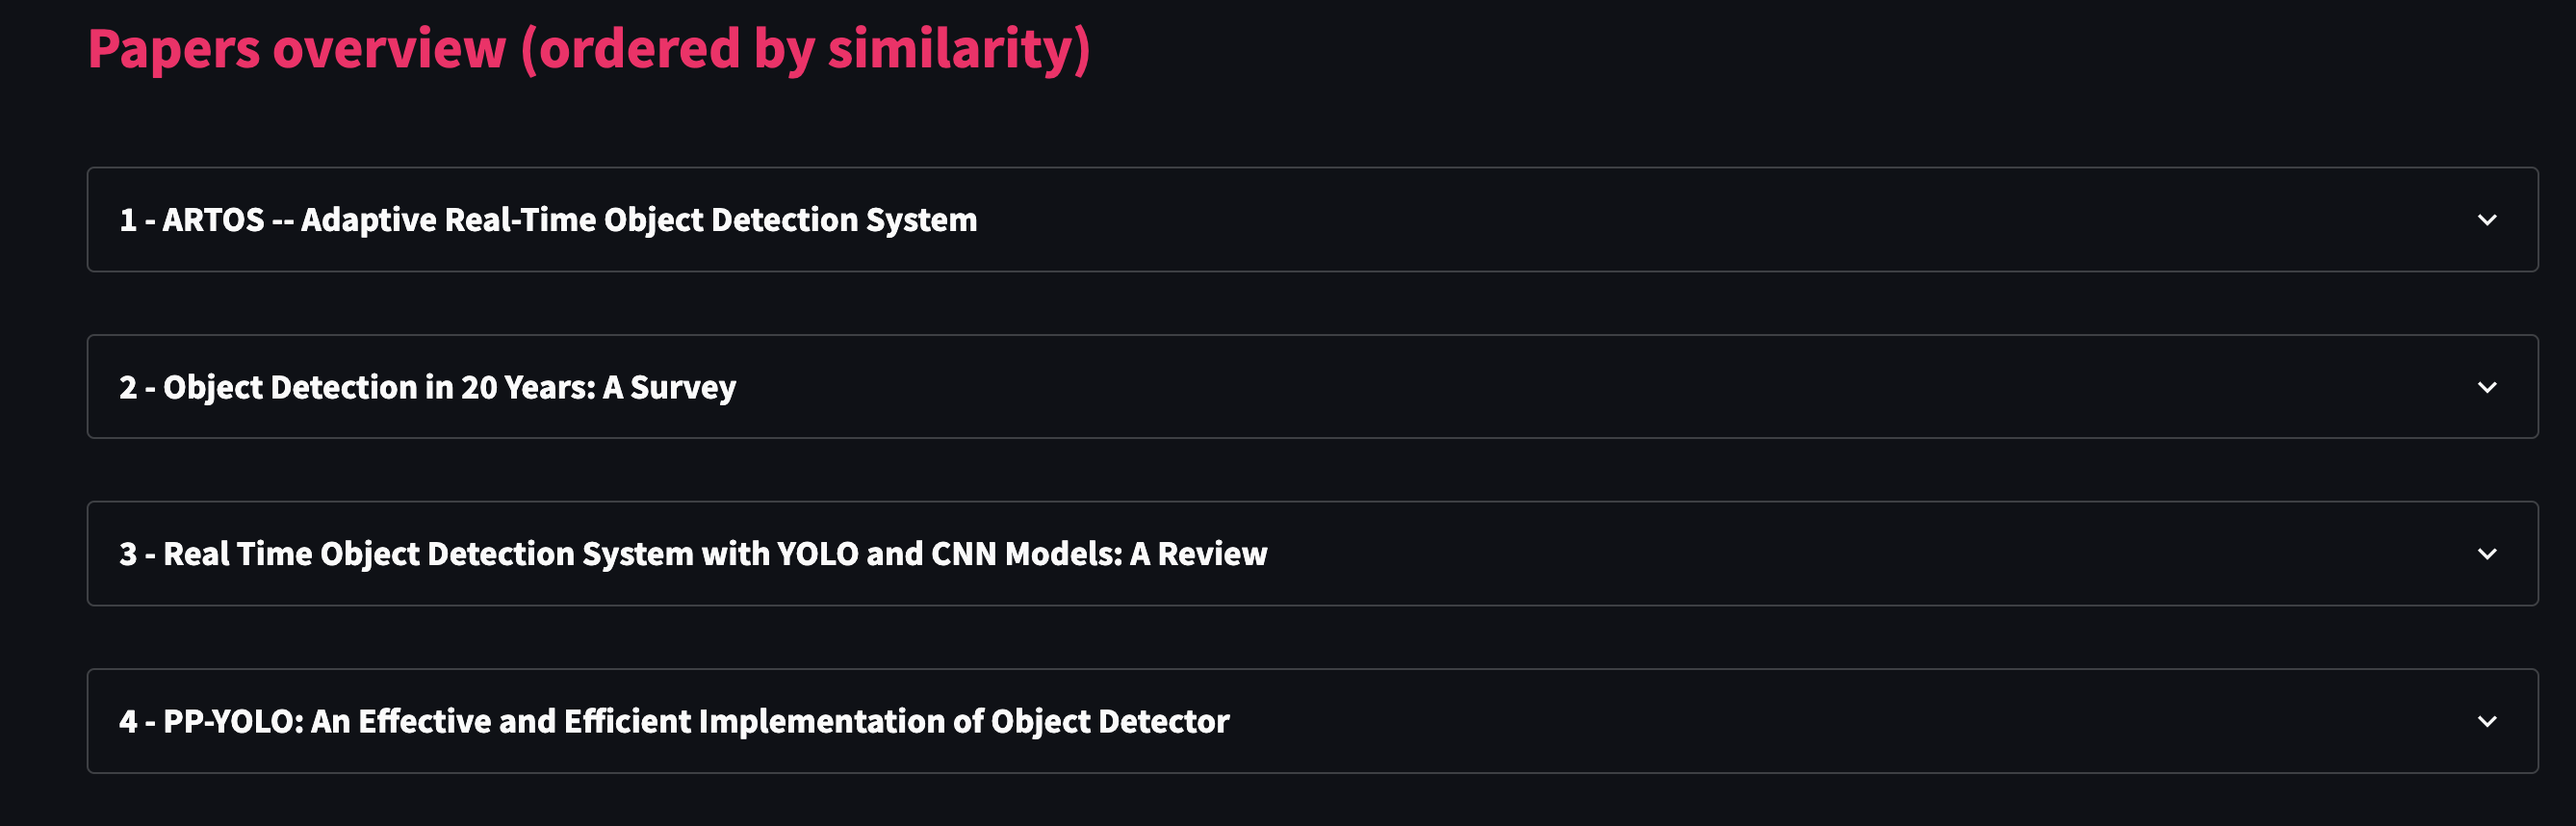 Papers overview (ordered by similarity)
1 - ARTOS -- Adaptive Real-Time Object Detection System
2 - Object Detection in 20 Years: A Survey
3 - Real Time Object Detection System with YOLO and CNN Models: A Review
4 - PP-YOLO: An Effective and Efficient Implementation of Object Detector